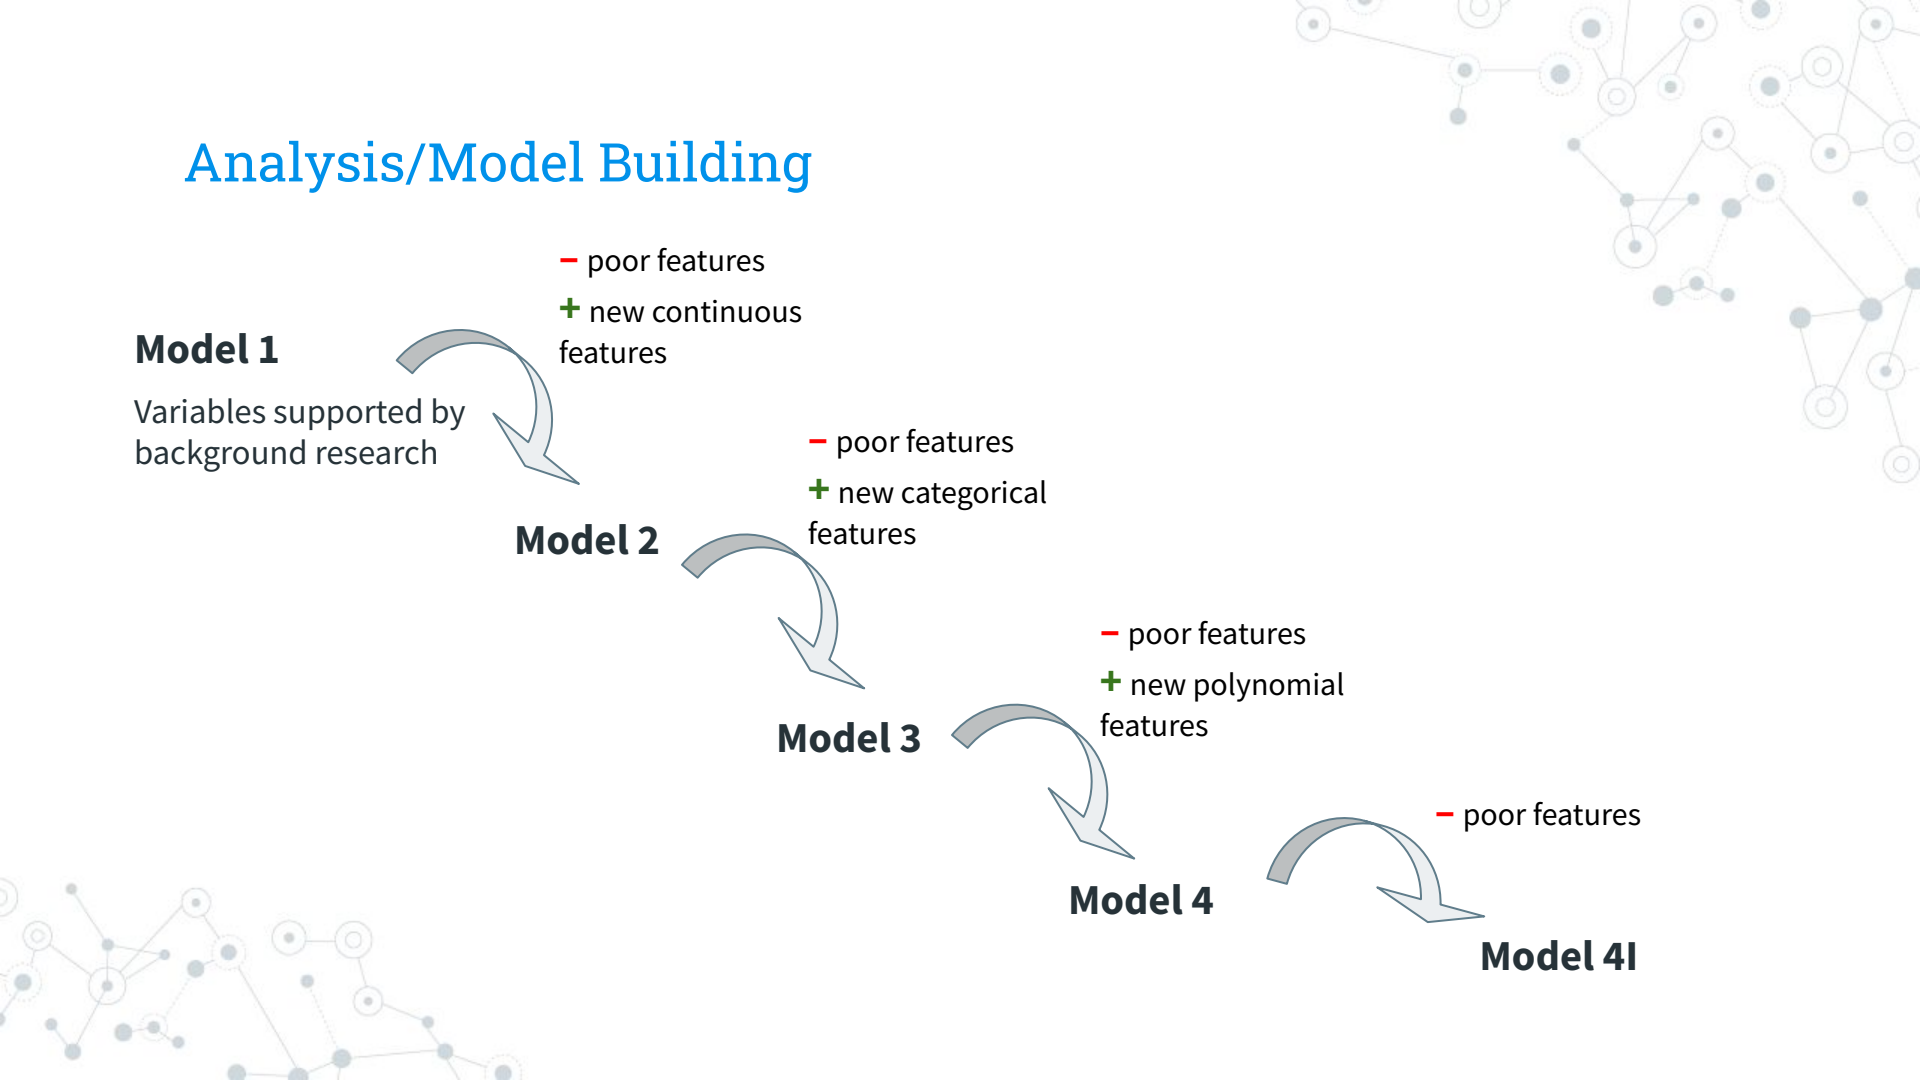 Analysis/Model Building
– poor features
+ new continuous
features
Model 1
Variables supported by
background research
– poor features
+ new categorical
features
Model 2
– poor features
+ new polynomial
features
Model 3
– poor features
Model 4
Model 4I